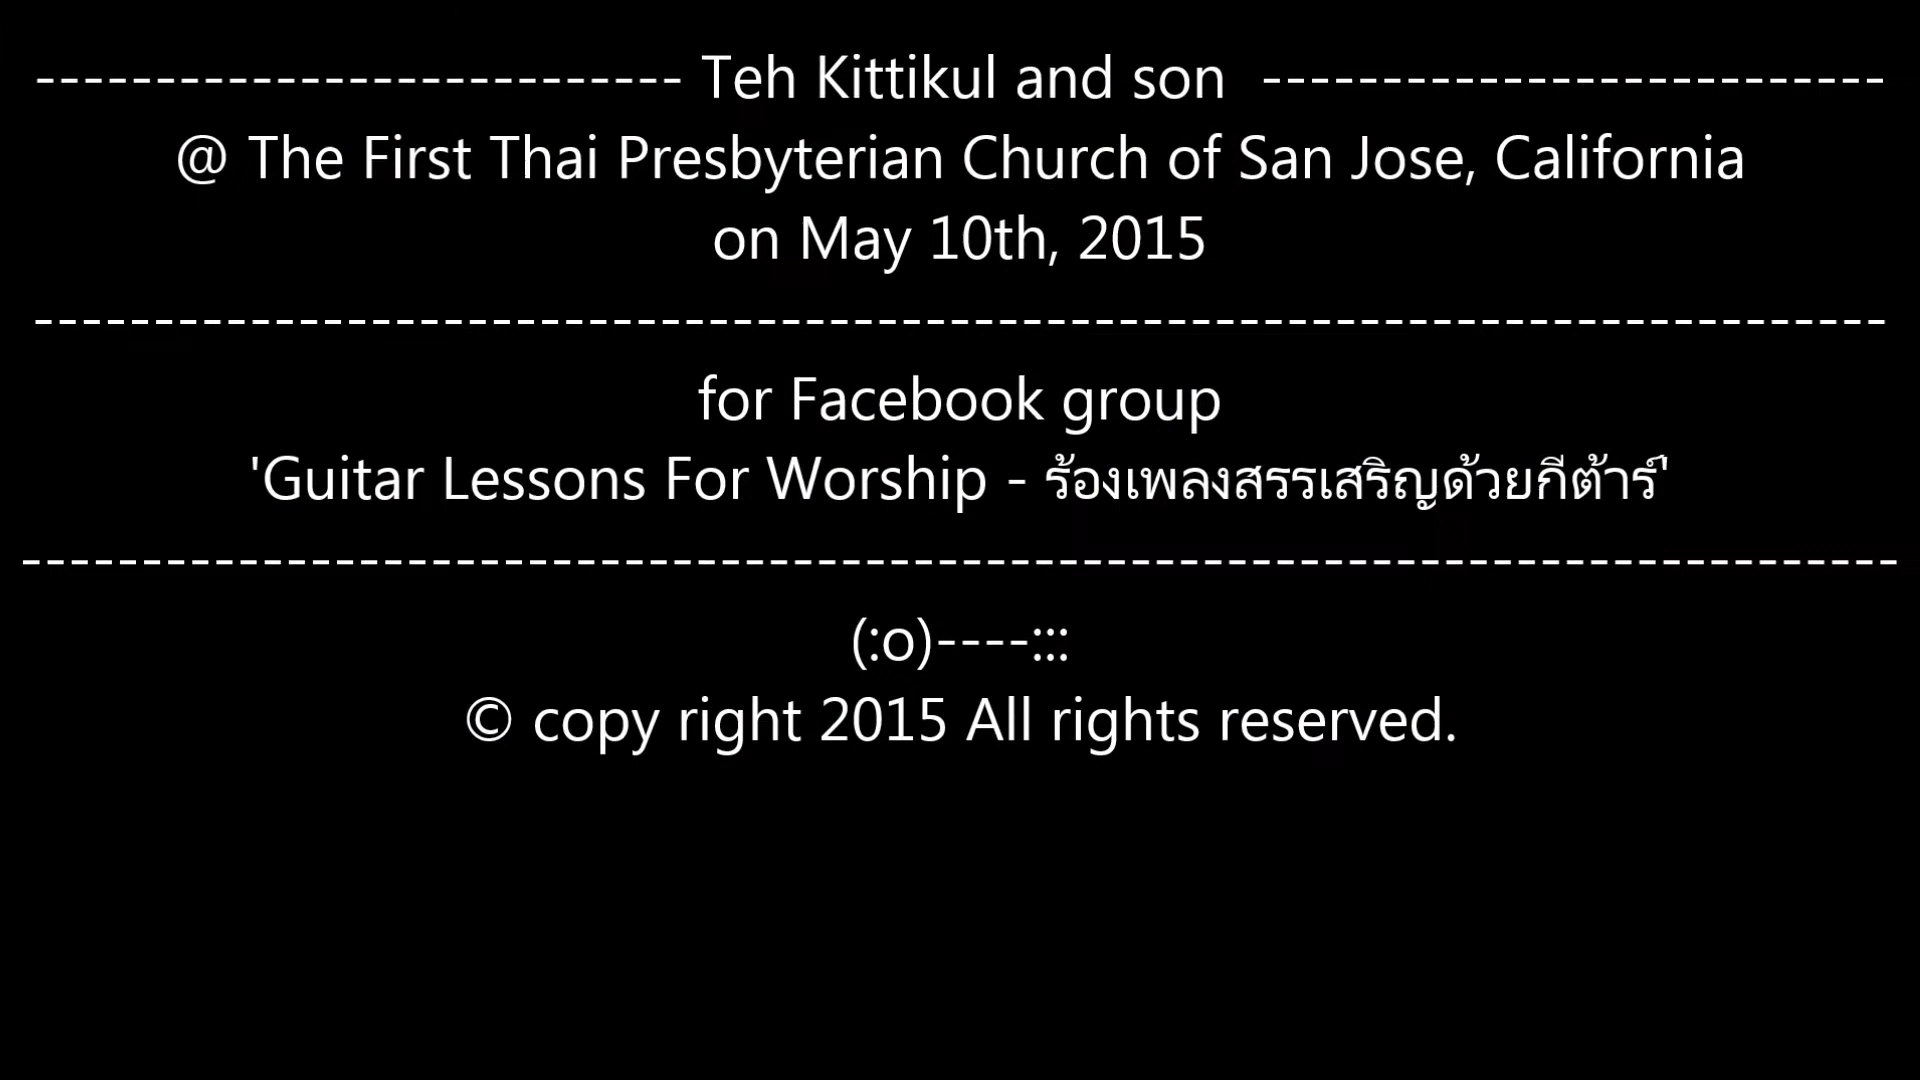 --------------------------- Teh Kittikul and son  --------------------------
@ The First Thai Presbyterian Church of San Jose, California
on May 10th, 2015
-----------------------------------------------------------------------------
for Facebook group
'Guitar Lessons For Worship - ร้องเพลงสรรเสริญด้วยกีต้าร์'
------------------------------------------------------------------------------
(:o)----:::
© copy right 2015 All rights reserved.